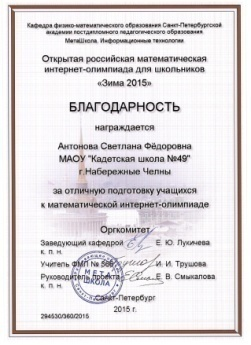 Кафедра физико-математического образования Санкт-Петербургской
академии постдипломного педагогического образования
МетаШкола. Информационные технологии
Открытая российская математическая
интернет-олимпиада для школьников
«Зима 2015»
БЛАГОДАРНОСТЬ
награждается
Антонова Светлана Фёдоровна
МАОУ "Кадетская школа №49"
г.Набережные Челны
за отличную подготовку учащихся
к математической интернет-олимпиаде
Оргкомитет
Заведующий кафедрой Е. Ю. Лукичева
к. п. н.
Учитель ФМЛ № 366 И. И. Трушова
Руководитель проекта Е. В. Смыкалова
к. п. н.
МЕТА
ШКОЛА
Санкт-Петербург
2015 г.
294530/360/2015